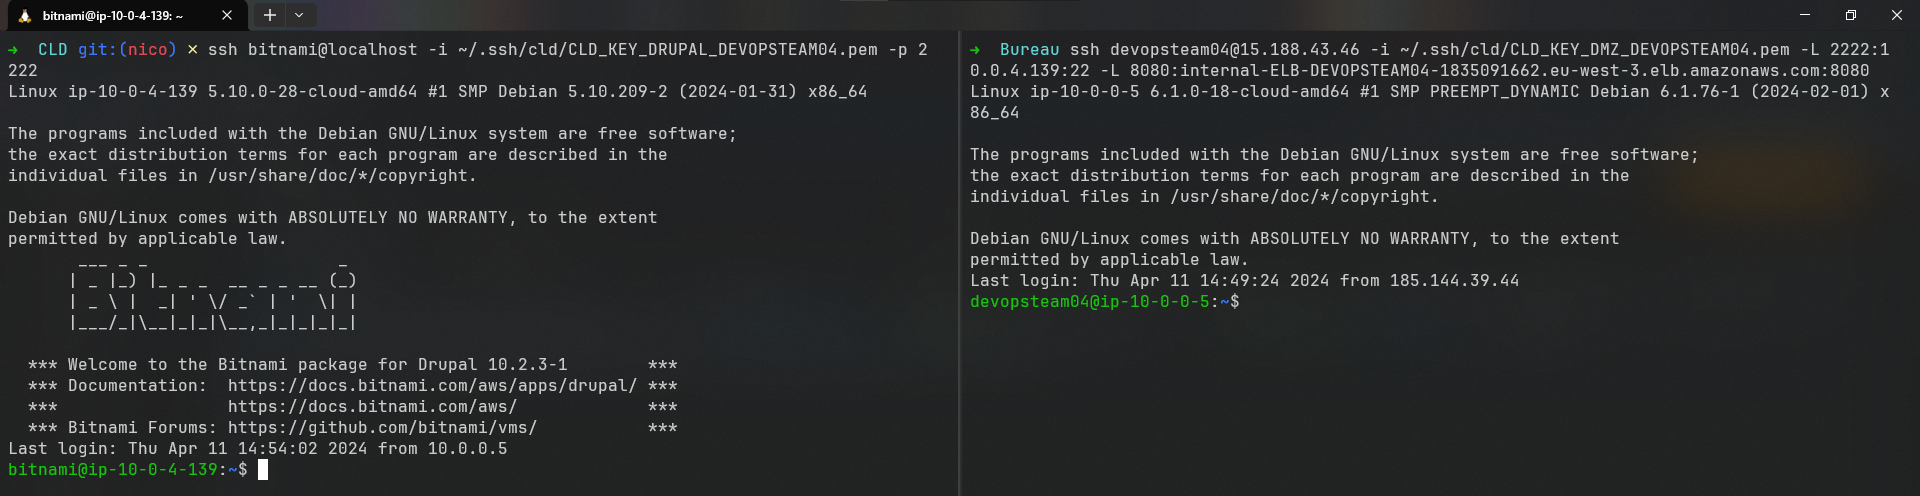 bitnami@ip-10-0-4-139: ~
→ CLD git:(nico) × ssh bitnami@localhost -i ~/.ssh/cld/CLD_KEY_DRUPAL_DEVOPSTEAM04.pem -p 2
222
Linux ip-10-0-4-139 5.10.0-28-cloud-amd64 #1 SMP Debian 5.10.209-2 (2024-01-31) x86_64

The programs included with the Debian GNU/Linux system are free software;
the exact distribution terms for each program are described in the
individual files in /usr/share/doc/*/copyright.

Debian GNU/Linux comes with ABSOLUTELY NO WARRANTY, to the extent
permitted by applicable law.
       ___ _ _                   _
      | _ |_) |_ _ _  __ _ _ __ (_)
      | _ \ |  _| ' \/ _` | '  \| |
      |___/_|\__|_|_|\__,_|_|_|_|_|

  *** Welcome to the Bitnami package for Drupal 10.2.3-1        ***
  *** Documentation:  https://docs.bitnami.com/aws/apps/drupal/ ***
  ***                 https://docs.bitnami.com/aws/             ***
  *** Bitnami Forums: https://github.com/bitnami/vms/           ***
Last login: Thu Apr 11 14:54:02 2024 from 10.0.0.5
bitnami@ip-10-0-4-139:~$
→ Bureau ssh devopsteam04@15.188.43.46 -i ~/.ssh/cld/CLD_KEY_DMZ_DEVOPSTEAM04.pem -L 2222:1
0.0.4.139:22 -L 8080:internal-ELB-DEVOPSTEAM04-1835091662.eu-west-3.elb.amazonaws.com:8080
Linux ip-10-0-0-5 6.1.0-18-cloud-amd64 #1 SMP PREEMPT_DYNAMIC Debian 6.1.76-1 (2024-02-01) x
86_64

The programs included with the Debian GNU/Linux system are free software;
the exact distribution terms for each program are described in the
individual files in /usr/share/doc/*/copyright.

Debian GNU/Linux comes with ABSOLUTELY NO WARRANTY, to the extent
permitted by applicable law.
Last login: Thu Apr 11 14:49:24 2024 from 185.144.39.44
devopsteam04@ip-10-0-0-5:~$